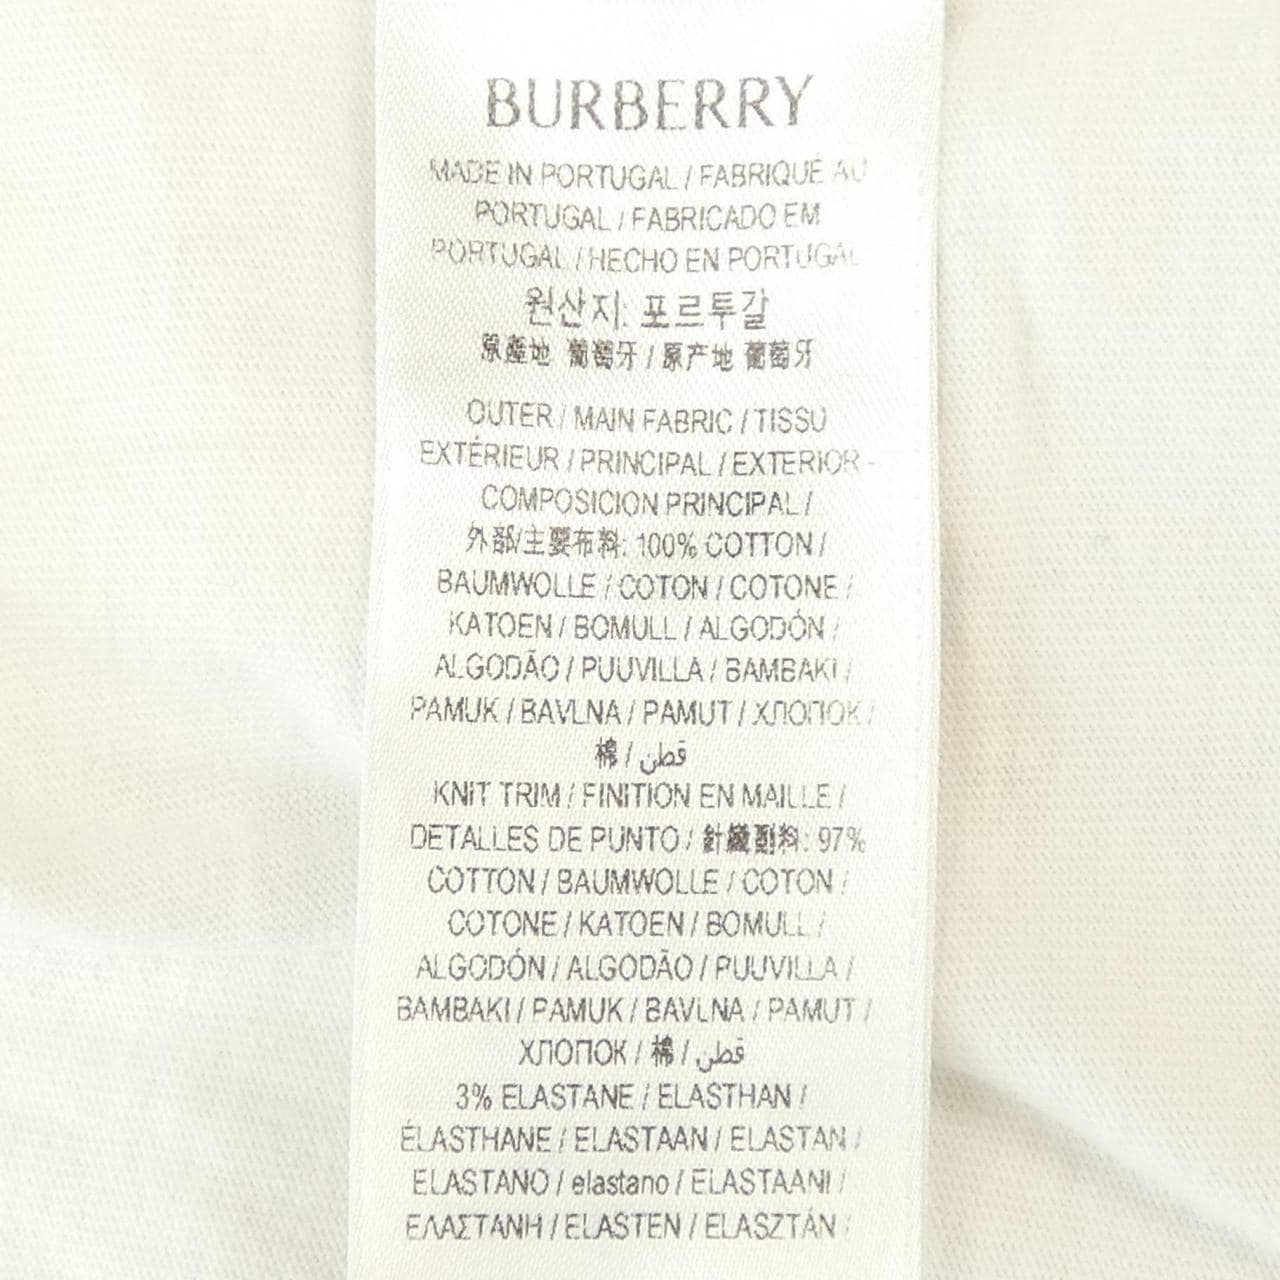 BURBERRY
MADE IN PORTUGAL / FABRIQUÉ AU
PORTUGAL / FABRICADO EM
PORTUGAL / HECHO EN PORTUGAL
원산지: 포르투갈
原產地 葡萄牙 / 原产地 葡萄牙
OUTER / MAIN FABRIC / TISSU
EXTÉRIEUR / PRINCIPAL / EXTERIOR -
COMPOSICION PRINCIPAL /
外部/主要布料: 100% COTTON /
BAUMWOLLE / COTON / COTONE /
KATOEN / BOMULL / ALGODÓN /
ALGODÃO / PUUVILLA / BAMBAKI /
PAMUK / BAVLNA / PAMUT / ХЛОПОК /
棉 / قطن
KNIT TRIM / FINITION EN MAILLE /
DETALLES DE PUNTO / 針織副料: 97%
COTTON / BAUMWOLLE / COTON /
COTONE / KATOEN / BOMULL /
ALGODÓN / ALGODÃO / PUUVILLA /
BAMBAKI / PAMUK / BAVLNA / PAMUT /
ХЛОПОК / 棉 / قطن
3% ELASTANE / ELASTHAN /
ÉLASTHANE / ELASTAAN / ELASTAN /
ELASTANO / elastano / ELASTAANI /
ΕΛΑΣΤΑΝΗ / ELASTEN / ELASZTÁN /